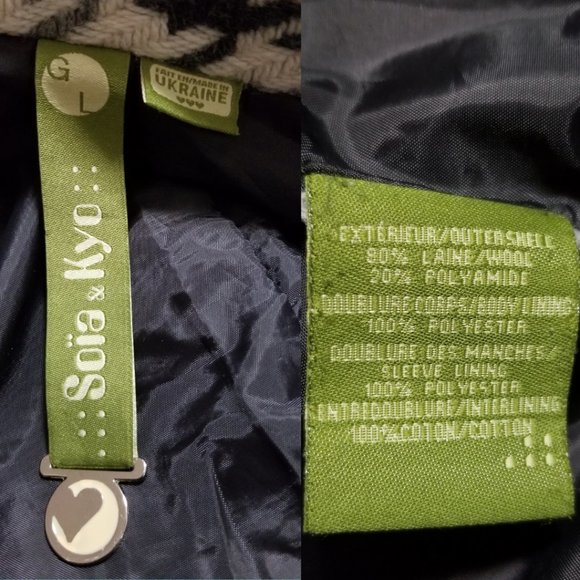 G
L
FAIT EN/MADE IN
UKRAINE
Soïa & Kyo
EXTÉRIEUR/OUTERSHELL
80% LAINE/WOOL
20% POLYAMIDE
DOUBLURE CORPS/BODY LINING
100% POLYESTER
DOUBLURE DES MANCHES/
SLEEVE LINING
100% POLYESTER
ENTREDOUBLURE/INTERLINING
100%COTON/COTTON